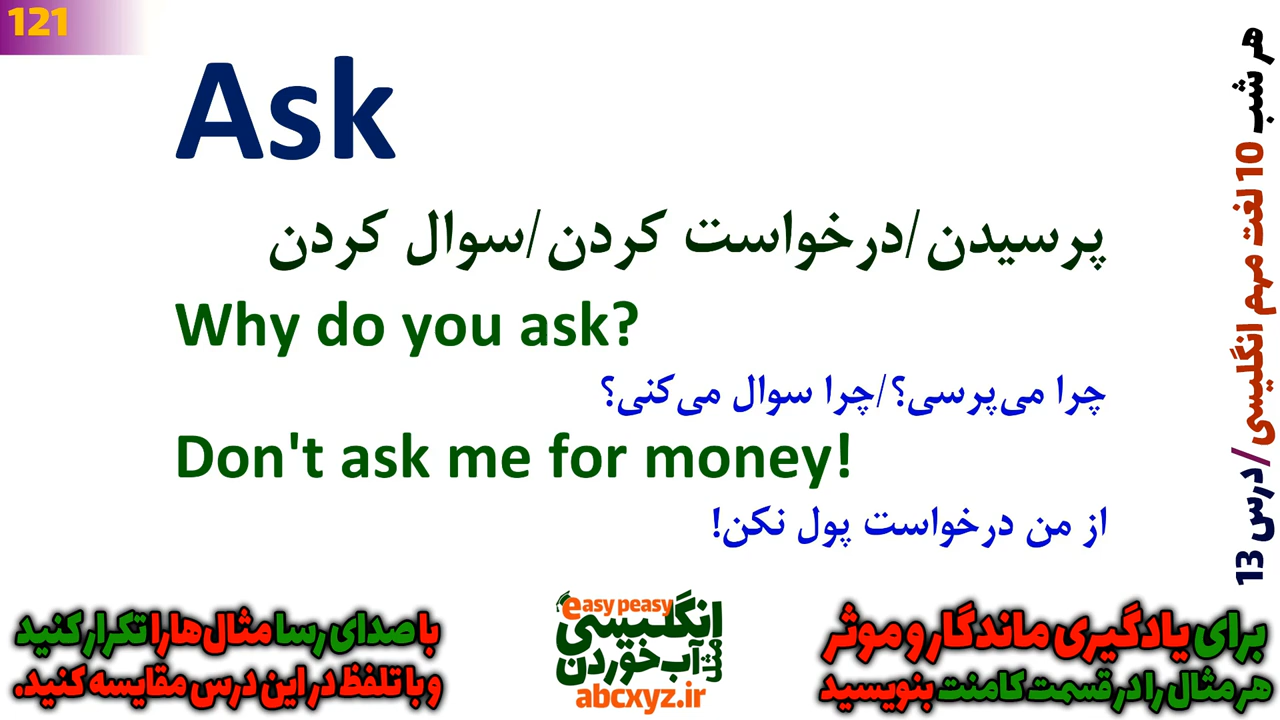 121
Ask
پرسیدن/درخواست کردن/سوال کردن
Why do you ask?
چرا می‌پرسی؟/چرا سوال می‌کنی؟
Don't ask me for money!
از من درخواست پول نکن!
هر شب 10 لغت مهم انگلیسی/درس 13
برای یادگیری ماندگار و موثر
هر مثال را در قسمت کامنت بنویسید
easy peasy
انگلیسی
مثل آب خوردن
abcxyz.ir
با صدای رسا مثال‌ها را تکرار کنید
و با تلفظ در این درس مقایسه کنید.